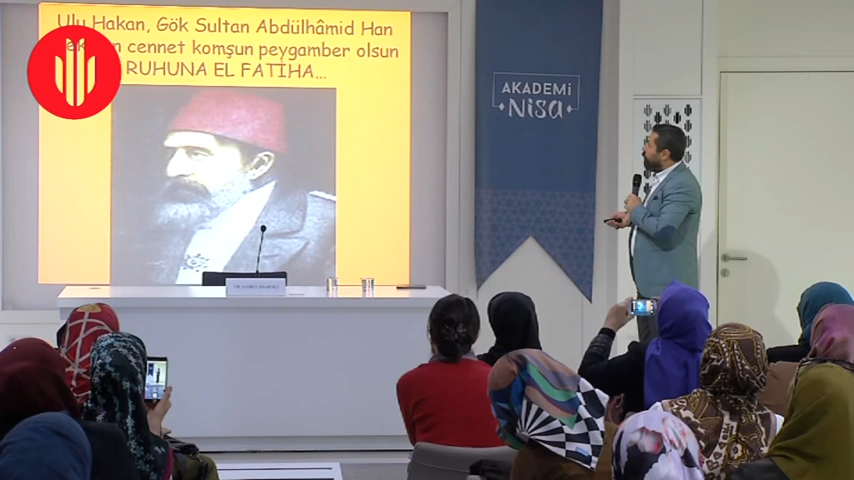 Ulu Hakan, Gök Sultan Abdülhâmid Han
cennet komşun peygamber olsun
RUHUNA EL FATİHA...
AKADEMİ
NİSA